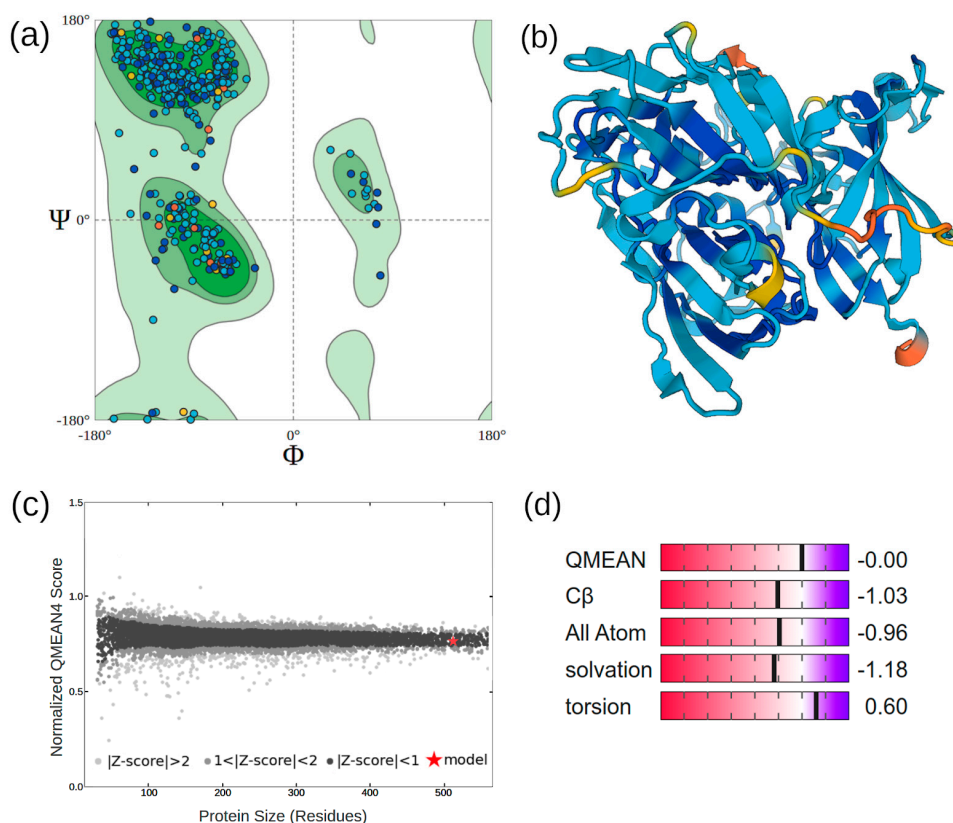 (a)
180°
Ψ
0°
-180°
-180°
0°
180°
Φ
(b)
(c)
Normalized QMEAN4 Score
1.5
1.0
0.5
0.0
|Z-score|>2
1<|Z-score|<2
|Z-score|<1
model
100
200
300
400
500
Protein Size (Residues)
(d)
QMEAN -0.00
Cβ -1.03
All Atom -0.96
solvation -1.18
torsion 0.60